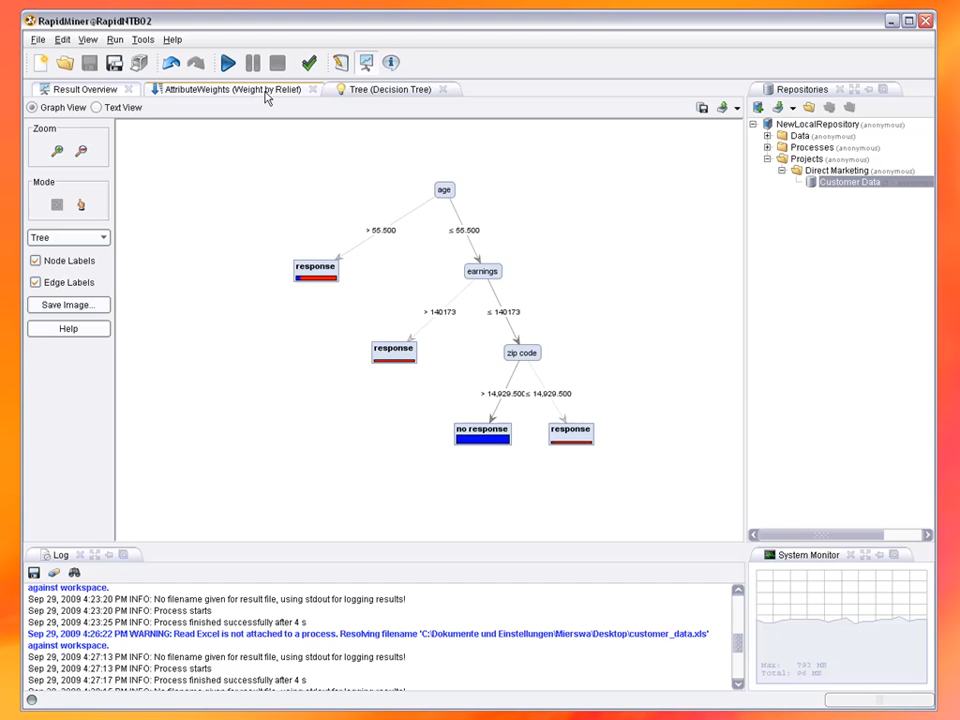 RapidMiner@RapidNTB02
File Edit View Run Tools Help
Result Overview AttributeWeights (Weight by Relief) Tree (Decision Tree) Repositories
Graph View Text View
Zoom
Mode
Tree
Node Labels
Edge Labels
Save Image...
Help
age
> 55.500 ≤ 55.500
response earnings
> 140173 ≤ 140173
response zip code
> 14,929.500 ≤ 14,929.500
no response response
NewLocalRepository (anonymous)
Data (anonymous)
Processes (anonymous)
Projects (anonymous)
Direct Marketing (anonymous)
Customer Data
Log
against workspace.
Sep 29, 2009 4:23:20 PM INFO: No filename given for result file, using stdout for logging results!
Sep 29, 2009 4:23:20 PM INFO: Process starts
Sep 29, 2009 4:23:25 PM INFO: Process finished successfully after 4 s
Sep 29, 2009 4:26:22 PM WARNING: Read Excel is not attached to a process. Resolving filename 'C:\Dokumente und Einstellungen\Mierswa\Desktop\customer_data.xls'
against workspace.
Sep 29, 2009 4:27:13 PM INFO: No filename given for result file, using stdout for logging results!
Sep 29, 2009 4:27:13 PM INFO: Process starts
Sep 29, 2009 4:27:17 PM INFO: Process finished successfully after 4 s
System Monitor
Max: 793 MB
Total: 96 MB